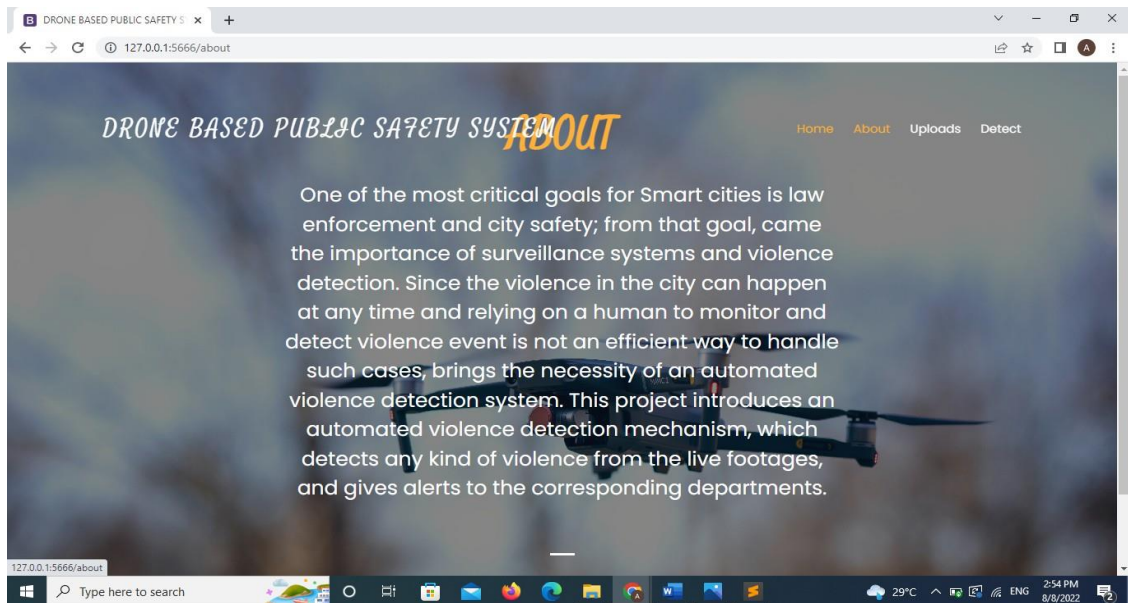 DRONE BASED PUBLIC SAFETY S
127.0.0.1:5666/about
A
DRONE BASED PUBLIC SAFETY SYSTEM
ABOUT
Home About Uploads Detect
One of the most critical goals for Smart cities is law
enforcement and city safety; from that goal, came
the importance of surveillance systems and violence
detection. Since the violence in the city can happen
at any time and relying on a human to monitor and
detect violence event is not an efficient way to handle
such cases, brings the necessity of an automated
violence detection system. This project introduces an
automated violence detection mechanism, which
detects any kind of violence from the live footages,
and gives alerts to the corresponding departments.
127.0.0.1:5666/about
Type here to search
29°C ENG
2:54 PM
8/8/2022
2